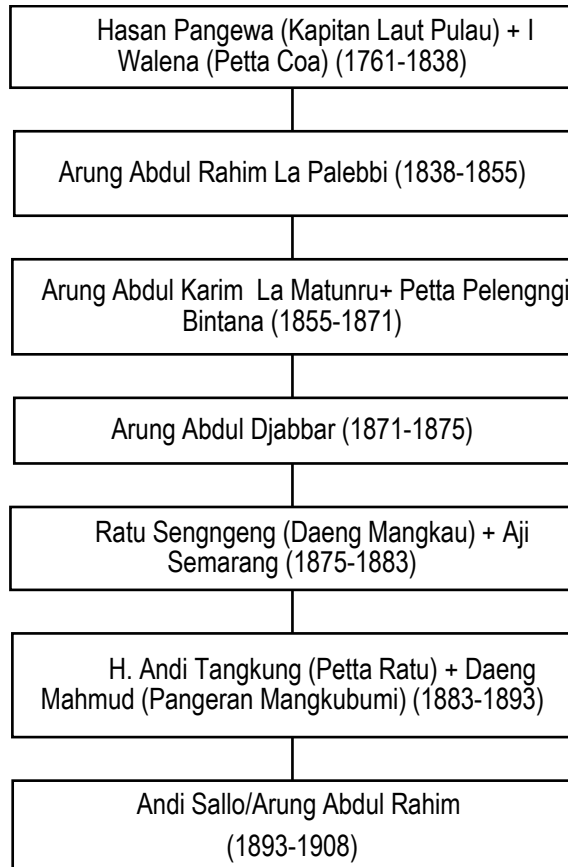 Hasan Pangewa (Kapitan Laut Pulau) + I
Walena (Petta Coa) (1761-1838)
Arung Abdul Rahim La Palebbi (1838-1855)
Arung Abdul Karim  La Matunru+ Petta Pelengngi
Bintana (1855-1871)
Arung Abdul Djabbar (1871-1875)
Ratu Sengngeng (Daeng Mangkau) + Aji
Semarang (1875-1883)
H. Andi Tangkung (Petta Ratu) + Daeng
Mahmud (Pangeran Mangkubumi) (1883-1893)
Andi Sallo/Arung Abdul Rahim
(1893-1908)